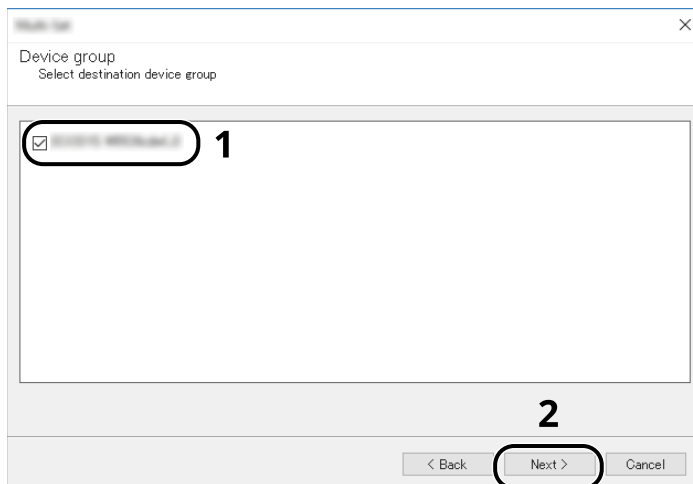 Device group
Select destination device group
1
2
< Back
Next >
Cancel